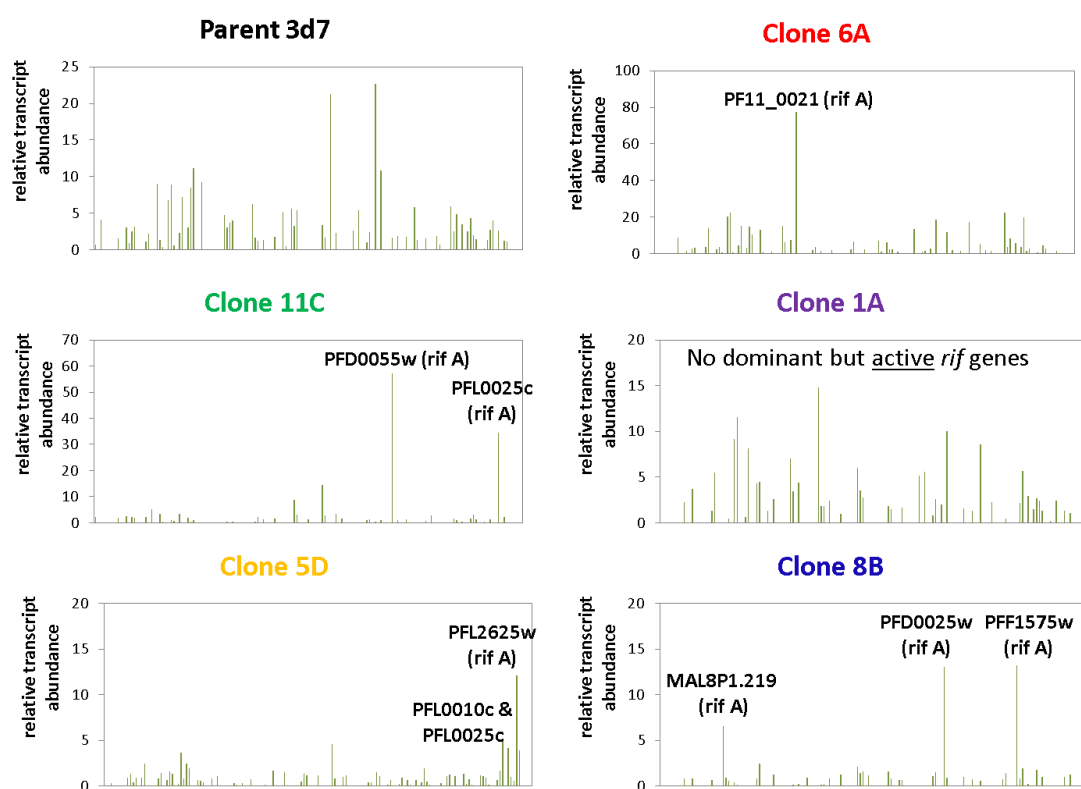 Parent 3d7
relative transcript
abundance
25
20
15
10
5
0
Clone 6A
relative transcript
abundance
100
80
60
40
20
0
PF11_0021 (rif A)
Clone 11C
relative transcript
abundance
70
60
50
40
30
20
10
0
PFD0055w (rif A)
PFL0025c
(rif A)
Clone 1A
relative transcript
abundance
20
15
10
5
0
No dominant but active rif genes
Clone 5D
relative transcript
abundance
20
15
10
5
0
PFL2625w
(rif A)
PFL0010c &
PFL0025c
Clone 8B
relative transcript
abundance
20
15
10
5
0
MAL8P1.219
(rif A)
PFD0025w
(rif A)
PFF1575w
(rif A)